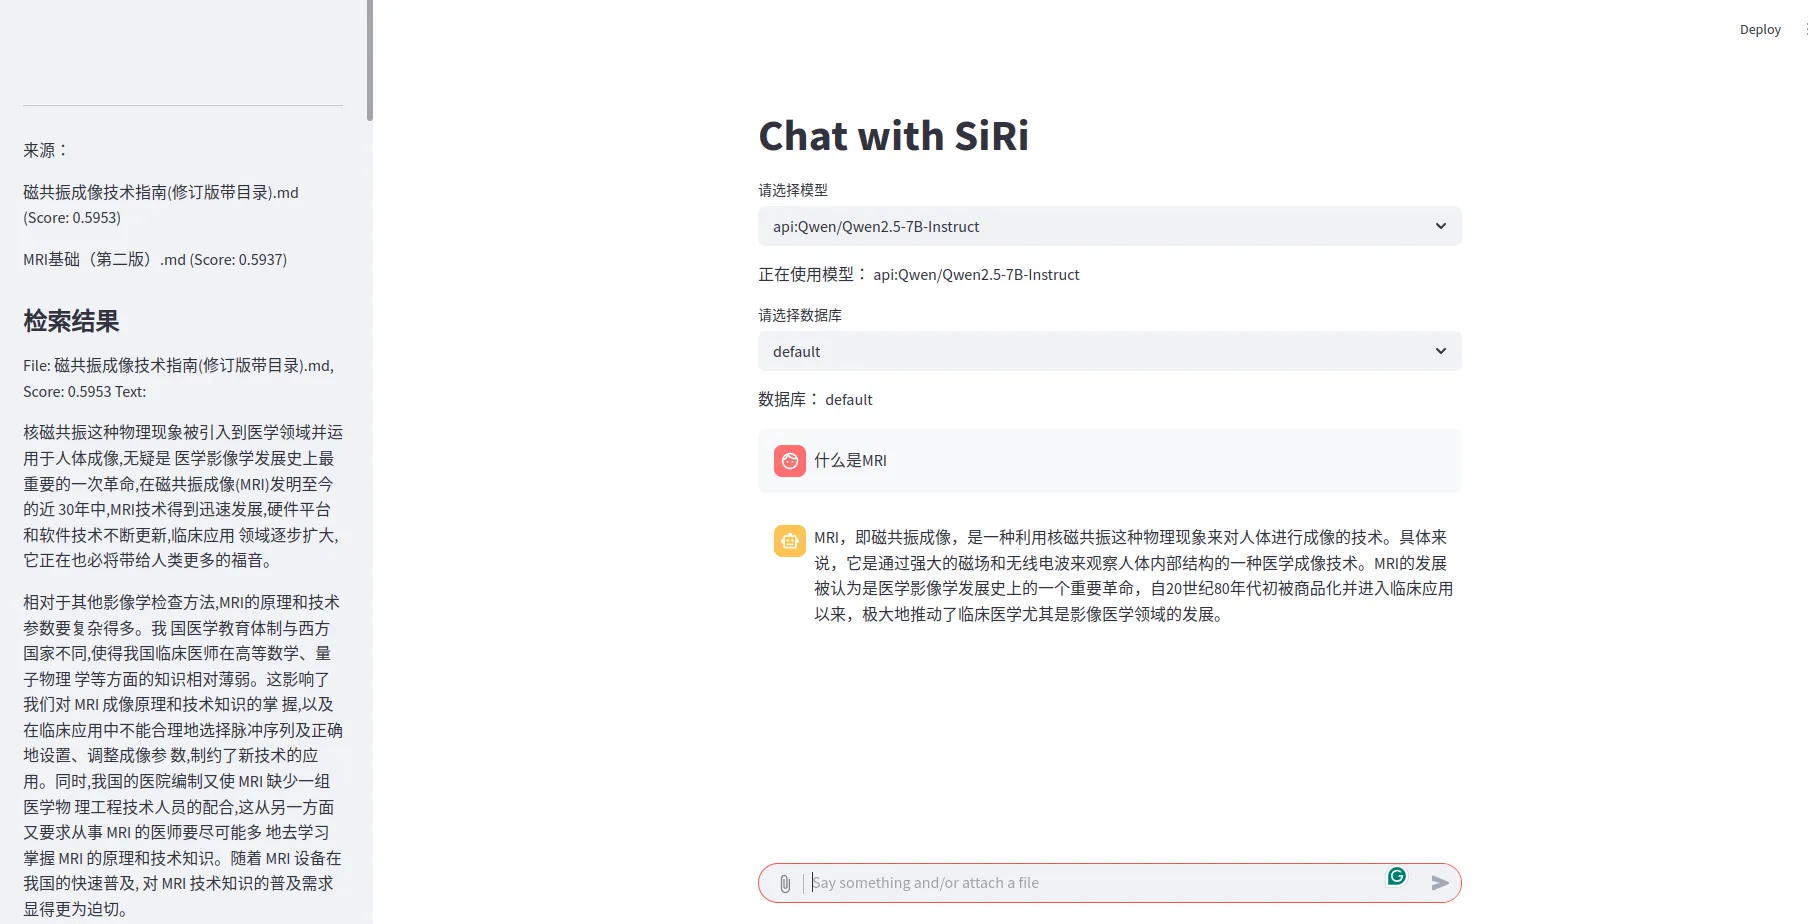 来源：
磁共振成像技术指南(修订版带目录).md
(Score: 0.5953)
MRI基础（第二版）.md (Score: 0.5937)
检索结果
File: 磁共振成像技术指南(修订版带目录).md,
Score: 0.5953 Text:
核磁共振这种物理现象被引入到医学领域并运
用于人体成像,无疑是 医学影像学发展史上最
重要的一次革命,在磁共振成像(MRI)发明至今
的近 30年中,MRI技术得到迅速发展,硬件平台
和软件技术不断更新,临床应用 领域逐步扩大,
它正在也必将带给人类更多的福音。
相对于其他影像学检查方法,MRI的原理和技术
参数要复杂得多。我 国医学教育体制与西方
国家不同,使得我国临床医师在高等数学、量
子物理 学等方面的知识相对薄弱。这影响了
我们对 MRI 成像原理和技术知识的掌 握,以及
在临床应用中不能合理地选择脉冲序列及正确
地设置、调整成像参 数,制约了新技术的应
用。同时,我国的医院编制又使 MRI 缺少一组
医学物 理工程技术人员的配合,这从另一方面
又要求从事 MRI 的医师要尽可能多 地去学习
掌握 MRI 的原理和技术知识。随着 MRI 设备在
我国的快速普及, 对 MRI 技术知识的普及需求
显得更为迫切。
Deploy
Chat with SiRi
请选择模型
api:Qwen/Qwen2.5-7B-Instruct
正在使用模型： api:Qwen/Qwen2.5-7B-Instruct
请选择数据库
default
数据库： default
什么是MRI
MRI，即磁共振成像，是一种利用核磁共振这种物理现象来对人体进行成像的技术。具体来
说，它是通过强大的磁场和无线电波来观察人体内部结构的一种医学成像技术。MRI的发展
被认为是医学影像学发展史上的一个重要革命，自20世纪80年代初被商品化并进入临床应用
以来，极大地推动了临床医学尤其是影像医学领域的发展。
Say something and/or attach a file